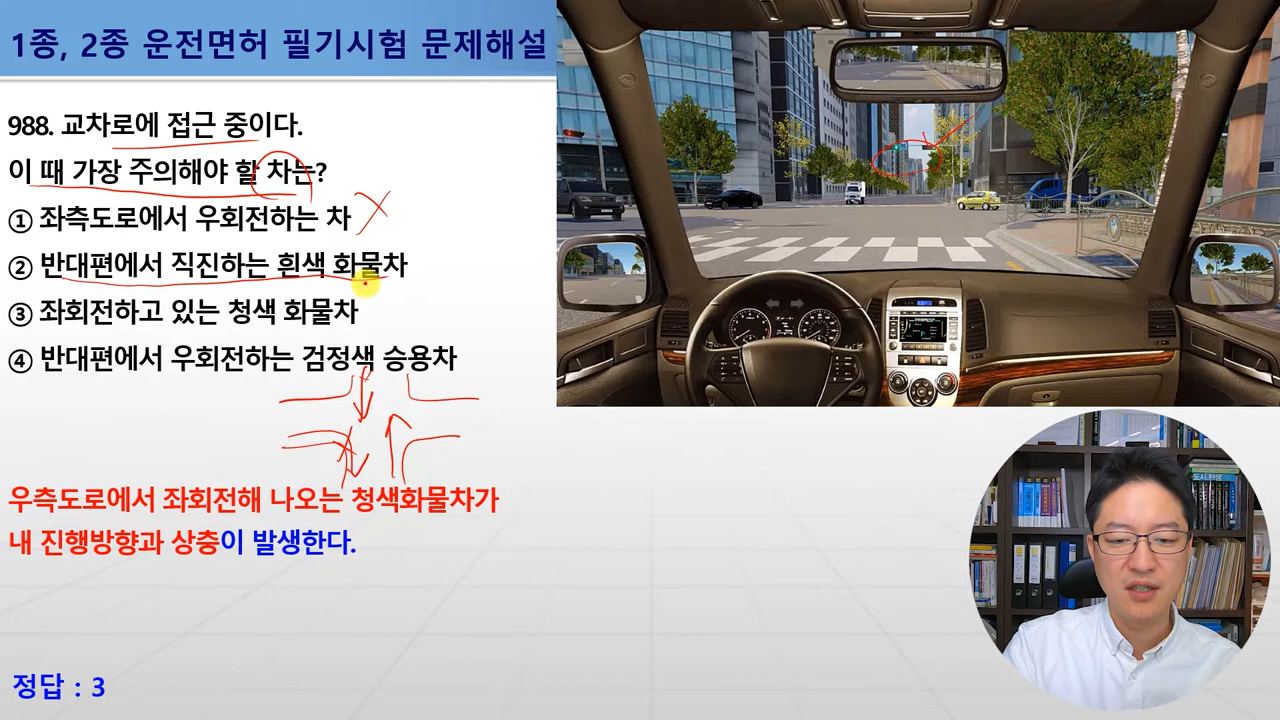 1종, 2종 운전면허 필기시험 문제해설
988. 교차로에 접근 중이다.
이 때 가장 주의해야 할 차는?
① 좌측도로에서 우회전하는 차
② 반대편에서 직진하는 흰색 화물차
③ 좌회전하고 있는 청색 화물차
④ 반대편에서 우회전하는 검정색 승용차
우측도로에서 좌회전해 나오는 청색화물차가
내 진행방향과 상충이 발생한다.
정답 : 3